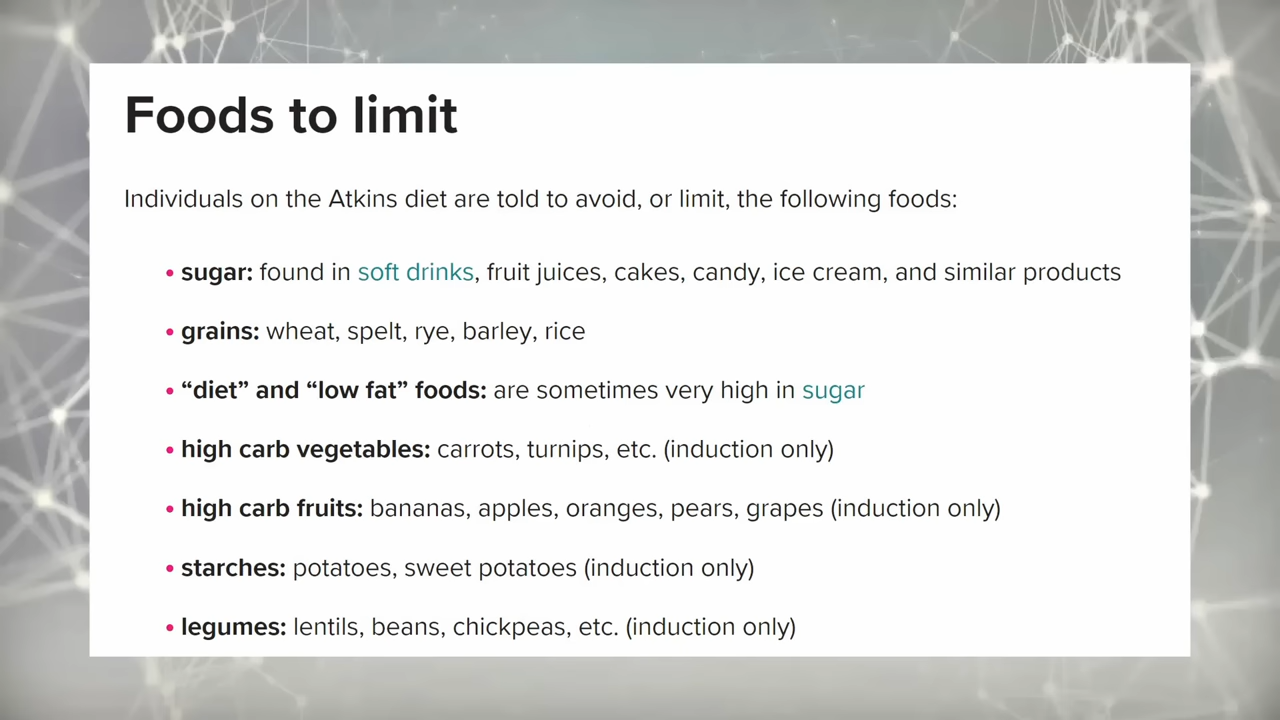 Foods to limit
Individuals on the Atkins diet are told to avoid, or limit, the following foods:
• sugar: found in soft drinks, fruit juices, cakes, candy, ice cream, and similar products
• grains: wheat, spelt, rye, barley, rice
• “diet” and “low fat” foods: are sometimes very high in sugar
• high carb vegetables: carrots, turnips, etc. (induction only)
• high carb fruits: bananas, apples, oranges, pears, grapes (induction only)
• starches: potatoes, sweet potatoes (induction only)
• legumes: lentils, beans, chickpeas, etc. (induction only)